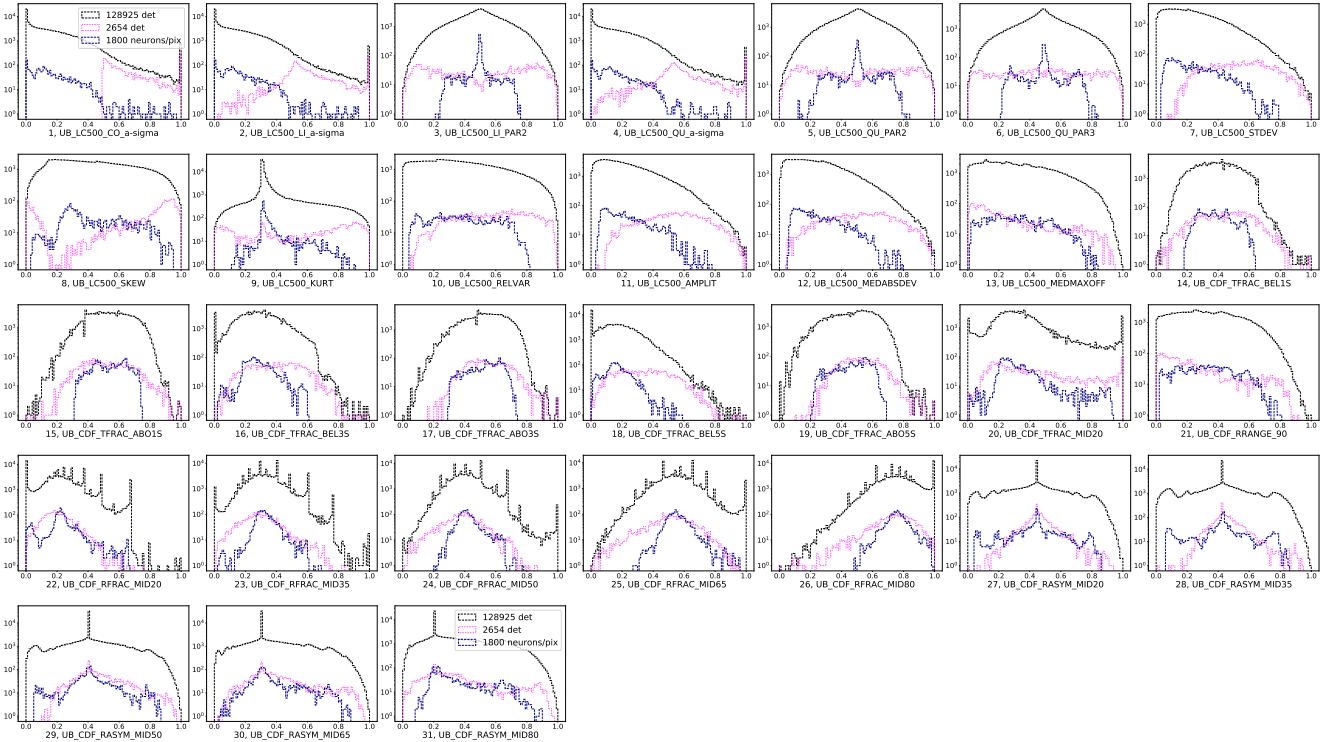 128925 det
2654 det
1800 neurons/pix
1, UB_LC500_CO_a-sigma
2, UB_LC500_LI_a-sigma
3, UB_LC500_LI_PAR2
4, UB_LC500_QU_a-sigma
5, UB_LC500_QU_PAR2
6, UB_LC500_QU_PAR3
7, UB_LC500_STDEV
8, UB_LC500_SKEW
9, UB_LC500_KURT
10, UB_LC500_RELVAR
11, UB_LC500_AMPLIT
12, UB_LC500_MEDABSDEV
13, UB_LC500_MEDMAXOFF
14, UB_CDF_TFRAC_BEL1S
15, UB_CDF_TFRAC_ABO1S
16, UB_CDF_TFRAC_BEL3S
17, UB_CDF_TFRAC_ABO3S
18, UB_CDF_TFRAC_BEL5S
19, UB_CDF_TFRAC_ABO5S
20, UB_CDF_TFRAC_MID20
21, UB_CDF_RRANGE_90
22, UB_CDF_RFRAC_MID20
23, UB_CDF_RFRAC_MID35
24, UB_CDF_RFRAC_MID50
25, UB_CDF_RFRAC_MID65
26, UB_CDF_RFRAC_MID80
27, UB_CDF_RASYM_MID20
28, UB_CDF_RASYM_MID35
128925 det
2654 det
1800 neurons/pix
29, UB_CDF_RASYM_MID50
30, UB_CDF_RASYM_MID65
31, UB_CDF_RASYM_MID80